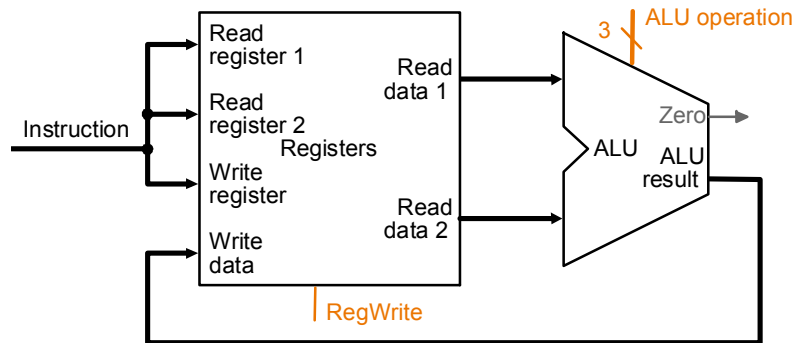 ALU operation
3
Read
register 1
Read
data 1
Read
register 2
Zero
Instruction
Registers
ALU
ALU
result
Write
register
Read
data 2
Write
data
RegWrite